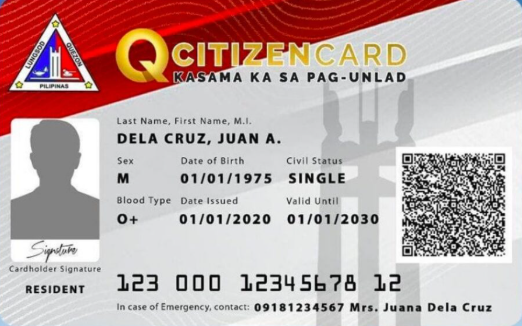 LUNGSOD QUEZON
PILIPINAS
QCITIZENCARD
KASAMA KA SA PAG-UNLAD
Last Name, First Name, M.I.
DELA CRUZ, JUAN A.
Sex Date of Birth Civil Status
M 01/01/1975 SINGLE
Blood Type Date Issued Valid Until
O+ 01/01/2020 01/01/2030
Signature
Cardholder Signature
RESIDENT
123 000 12345678 12
In case of Emergency, contact: 09181234567 Mrs. Juana Dela Cruz